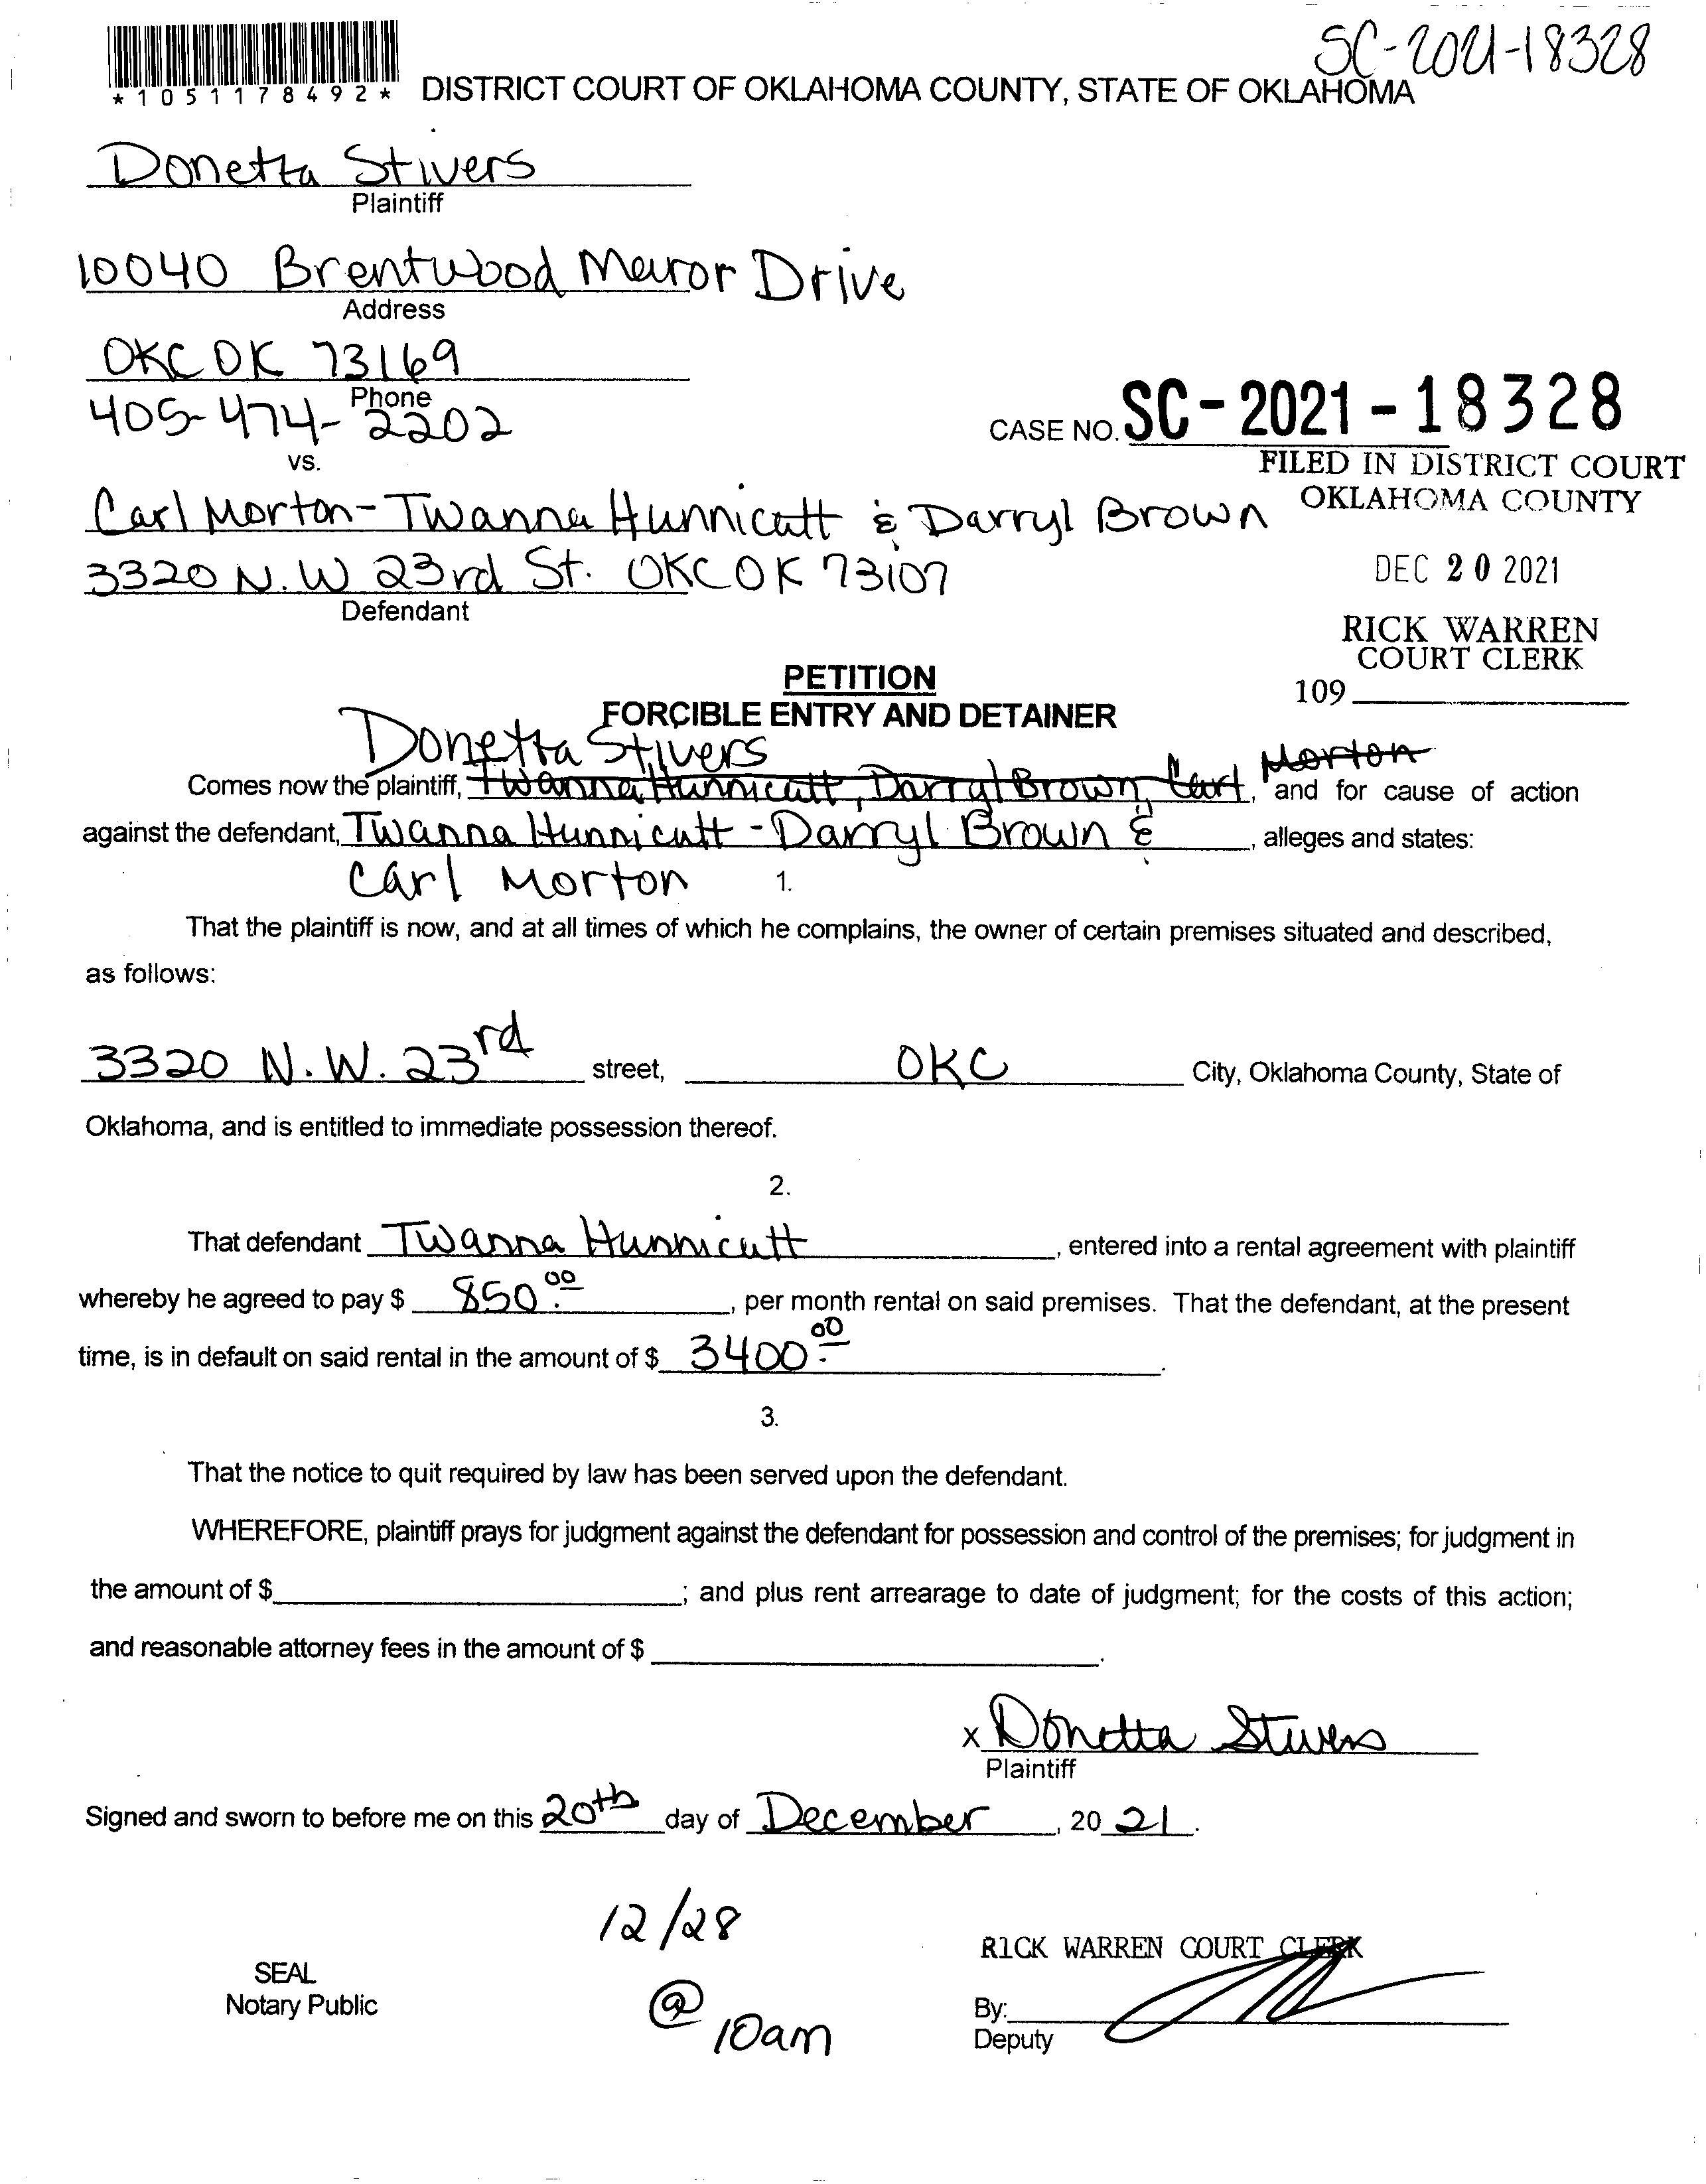 SC-2021-18328
*1051178492* DISTRICT COURT OF OKLAHOMA COUNTY, STATE OF OKLAHOMA
Donetta Stivers
Plaintiff
10040 Brentwood Manor Drive
Address
OKC OK 73169
Phone
405-474-2202
CASE NO. SC-2021-18328
vs.
FILED IN DISTRICT COURT
OKLAHOMA COUNTY
Carl Morton-Twanna Hunnicutt & Darryl Brown
3320 N.W 23rd St. OKC OK 73107
Defendant
DEC 20 2021
RICK WARREN
COURT CLERK
109
PETITION
FORCIBLE ENTRY AND DETAINER
Donetta Stivers
Comes now the plaintiff, Twanna Hunnicutt, Darryl Brown, Carl Morton, and for cause of action
against the defendant, Twanna Hunnicutt - Darryl Brown & , alleges and states:
Carl Morton
1.
That the plaintiff is now, and at all times of which he complains, the owner of certain premises situated and described,
as follows:
3320 N.W. 23rd street, OKC City, Oklahoma County, State of
Oklahoma, and is entitled to immediate possession thereof.
2.
That defendant Twanna Hunnicutt, entered into a rental agreement with plaintiff
whereby he agreed to pay $ 850.00, per month rental on said premises. That the defendant, at the present
time, is in default on said rental in the amount of $ 3400.00.
3.
That the notice to quit required by law has been served upon the defendant.
WHEREFORE, plaintiff prays for judgment against the defendant for possession and control of the premises; for judgment in
the amount of $ ; and plus rent arrearage to date of judgment; for the costs of this action;
and reasonable attorney fees in the amount of $ .
x Donetta Stivers
Plaintiff
Signed and sworn to before me on this 20th day of December, 2021.
12/28
@
10am
SEAL
Notary Public
RICK WARREN COURT CLERK
By:
Deputy